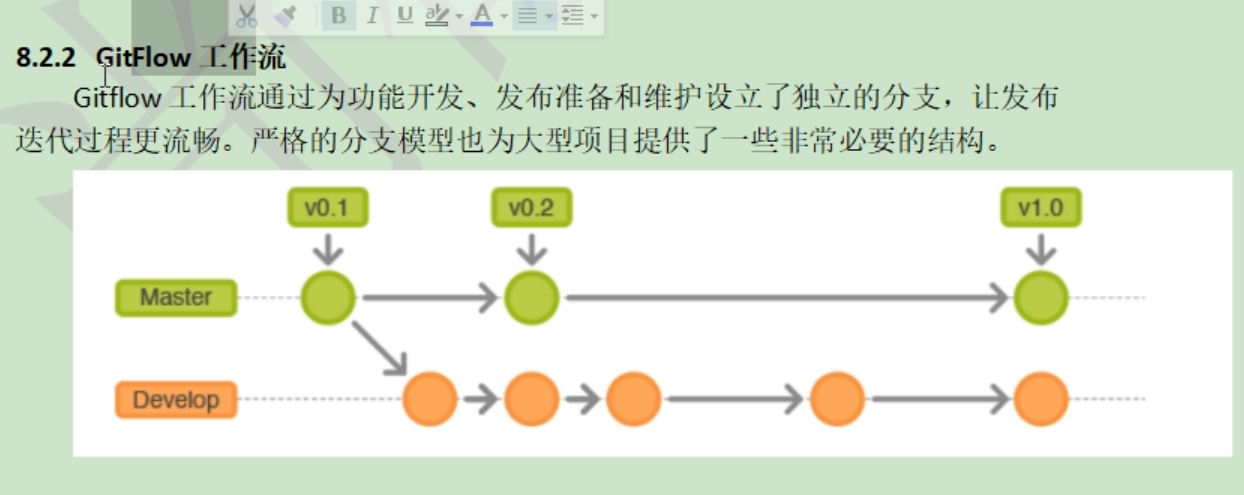 B I U ab A
8.2.2 GitFlow 工作流
Gitflow 工作流通过为功能开发、发布准备和维护设立了独立的分支，让发布
迭代过程更流畅。严格的分支模型也为大型项目提供了一些非常必要的结构。
v0.1 v0.2 v1.0
Master
Develop